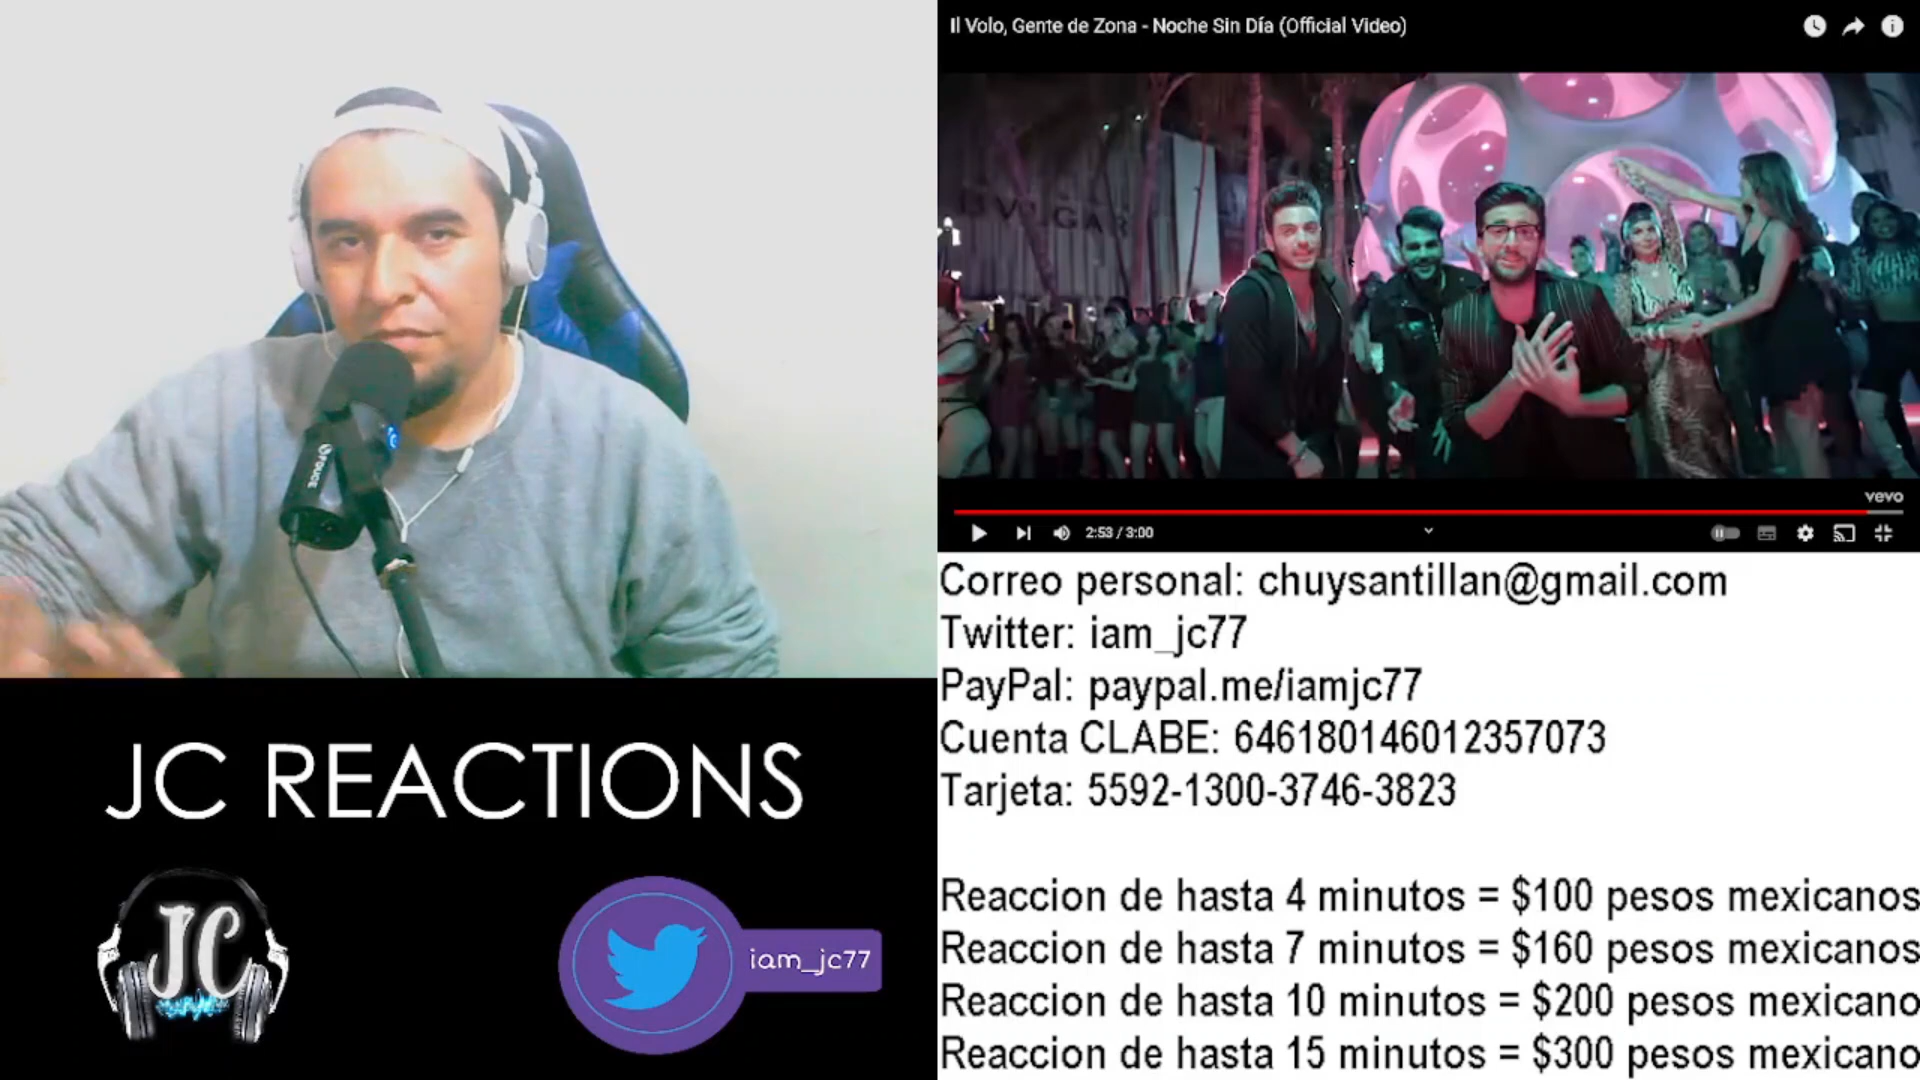 Il Volo, Gente de Zona - Noche Sin Día (Official Video)
BVLGAR
vevo
2:53 / 3:00
FDUCE
Correo personal: chuysantillan@gmail.com
Twitter: iam_jc77
PayPal: paypal.me/iamjc77
Cuenta CLABE: 646180146012357073
Tarjeta: 5592-1300-3746-3823
Reaccion de hasta 4 minutos = $100 pesos mexicanos
Reaccion de hasta 7 minutos = $160 pesos mexicanos
Reaccion de hasta 10 minutos = $200 pesos mexicano
Reaccion de hasta 15 minutos = $300 pesos mexicano
JC REACTIONS
JC
iam_jc77